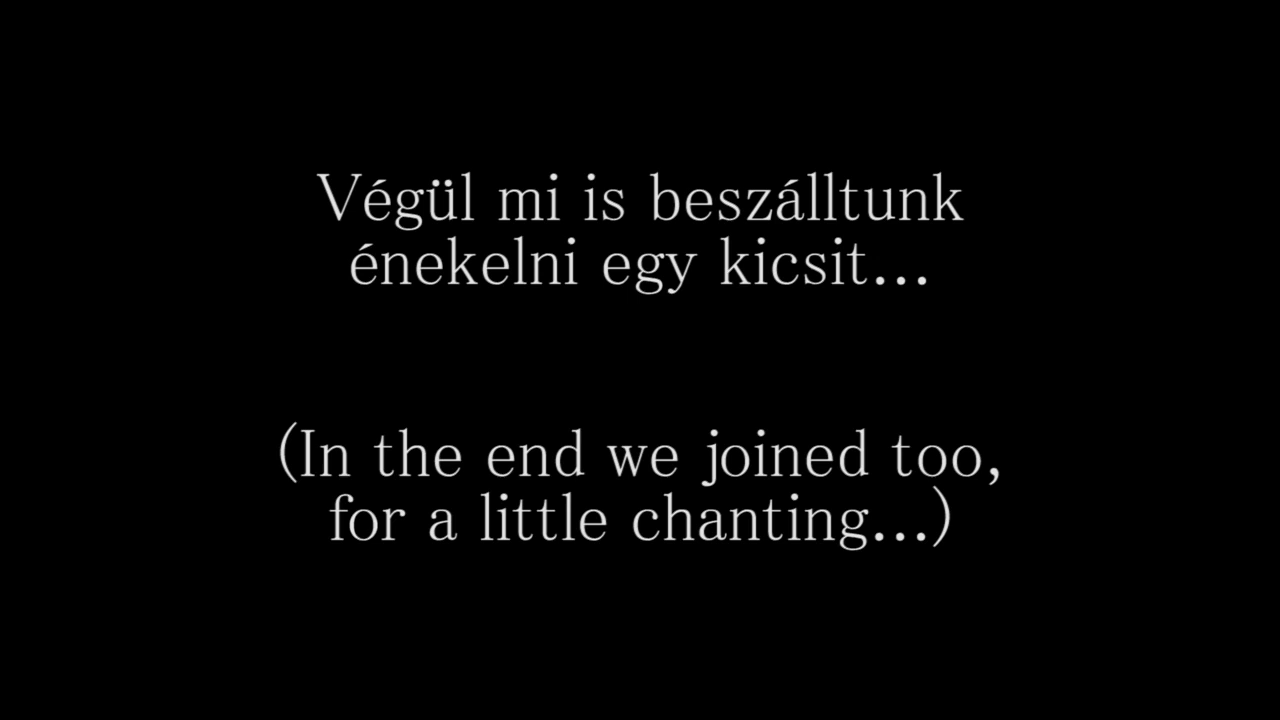 Végül mi is beszálltunk
énekelni egy kicsit...
(In the end we joined too,
for a little chanting...)